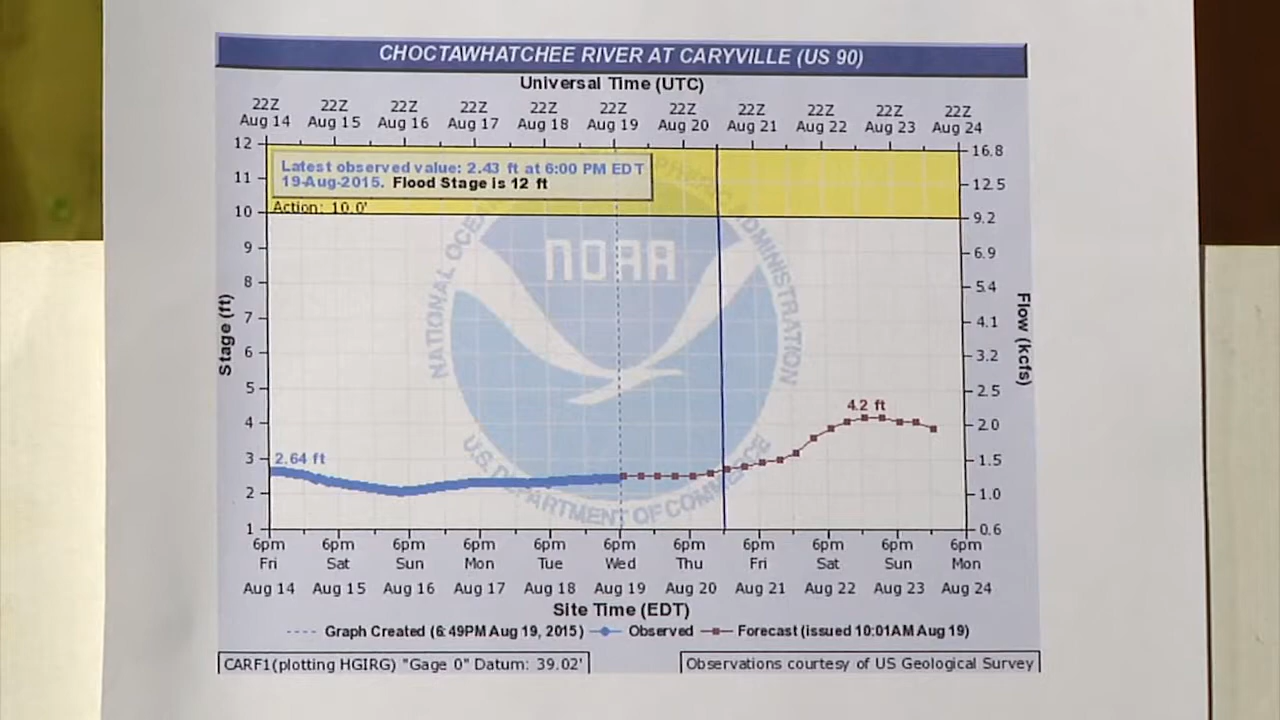 CHOCTAWHATCHEE RIVER AT CARYVILLE (US 90)
Universal Time (UTC)
22Z 22Z 22Z 22Z 22Z 22Z 22Z 22Z 22Z 22Z 22Z
Aug 14 Aug 15 Aug 16 Aug 17 Aug 18 Aug 19 Aug 20 Aug 21 Aug 22 Aug 23 Aug 24
12 16.8
Latest observed value: 2.43 ft at 6:00 PM EDT
19-Aug-2015. Flood Stage is 12 ft
11 12.5
Action: 10.0'
10 9.2
9 6.9
8 5.4
7 4.1
6 3.2
5 2.5
4 2.0
3 1.5
2 1.0
1 0.6
Stage (ft)
Flow (kcfs)
NOAA
NATIONAL OCEANIC ADMINISTRATION
U.S. DEPARTMENT OF COMMERCE
4.2 ft
2.64 ft
6pm 6pm 6pm 6pm 6pm 6pm 6pm 6pm 6pm 6pm 6pm
Fri Sat Sun Mon Tue Wed Thu Fri Sat Sun Mon
Aug 14 Aug 15 Aug 16 Aug 17 Aug 18 Aug 19 Aug 20 Aug 21 Aug 22 Aug 23 Aug 24
Site Time (EDT)
Graph Created (6:49PM Aug 19, 2015) Observed Forecast (issued 10:01AM Aug 19)
CARF1(plotting HGIRG) "Gage 0" Datum: 39.02'
Observations courtesy of US Geological Survey